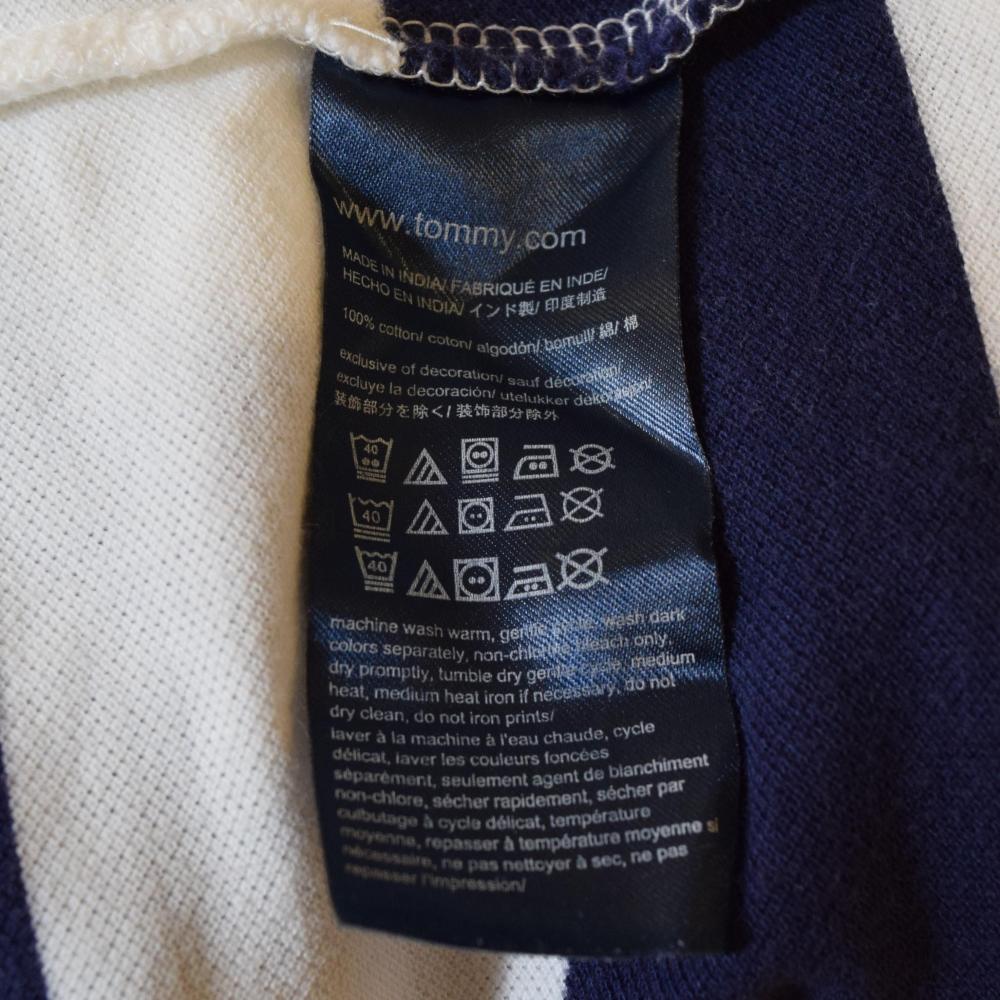 www.tommy.com
MADE IN INDIA/ FABRIQUÉ EN INDE/
HECHO EN INDIA/ インド製/ 印度制造
100% cotton/ coton/ algodón/ bomull/ 綿/ 棉
exclusive of decoration/ sauf décoration/
excluye la decoración/ utelukker dekorasjon/
装飾部分を除く/ 装饰部分除外
40
40
40
machine wash warm, gentle cycle, wash dark
colors separately, non-chlorine bleach only,
dry promptly, tumble dry gentle cycle, medium
heat, medium heat iron if necessary, do not
dry clean, do not iron prints/
laver à la machine à l'eau chaude, cycle
délicat, laver les couleurs foncées
séparément, seulement agent de blanchiment
non-chlore, sécher rapidement, sécher par
culbutage à cycle délicat, température
moyenne, repasser à température moyenne si
nécessaire, ne pas nettoyer à sec, ne pas
repasser l'impression/